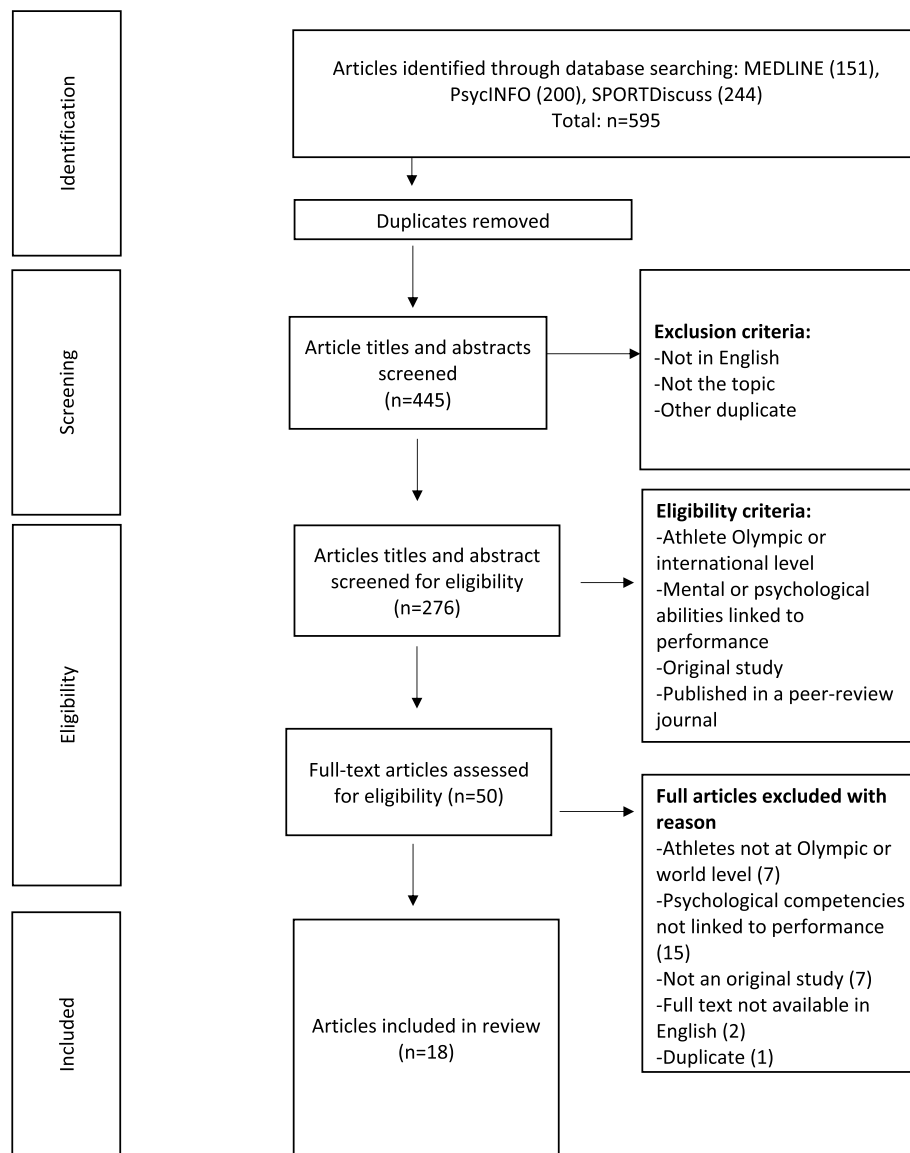 Identification
Articles identified through database searching: MEDLINE (151),
PsycINFO (200), SPORTDiscuss (244)
Total: n=595
Duplicates removed
Screening
Article titles and abstracts
screened
(n=445)
Exclusion criteria:
-Not in English
-Not the topic
-Other duplicate
Eligibility
Articles titles and abstract
screened for eligibility
(n=276)
Eligibility criteria:
-Athlete Olympic or
international level
-Mental or psychological
abilities linked to
performance
-Original study
-Published in a peer-review
journal
Full-text articles assessed
for eligibility (n=50)
Full articles excluded with
reason
-Athletes not at Olympic or
world level (7)
-Psychological competencies
not linked to performance
(15)
-Not an original study (7)
-Full text not available in
English (2)
-Duplicate (1)
Included
Articles included in review
(n=18)